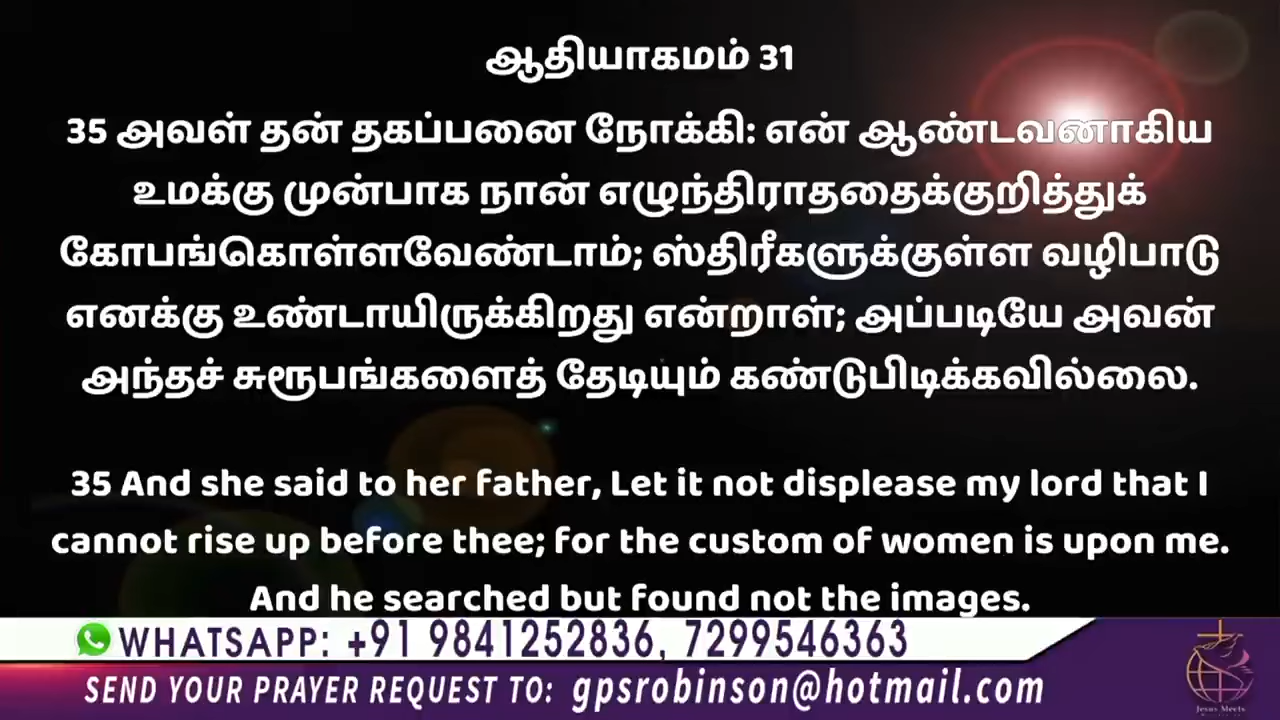 ஆதியாகமம் 31
35 அவள் தன் தகப்பனை நோக்கி: என் ஆண்டவனாகிய
உமக்கு முன்பாக நான் எழுந்திராததைக்குறித்துக்
கோபங்கொள்ளவேண்டாம்; ஸ்திரீகளுக்குள்ள வழிபாடு
எனக்கு உண்டாயிருக்கிறது என்றாள்; அப்படியே அவன்
அந்தச் சுரூபங்களைத் தேடியும் கண்டுபிடிக்கவில்லை.
35 And she said to her father, Let it not displease my lord that I
cannot rise up before thee; for the custom of women is upon me.
And he searched but found not the images.
WHATSAPP: +91 9841252836, 7299546363
SEND YOUR PRAYER REQUEST TO: gpsrobinson@hotmail.com
Jesus Meets